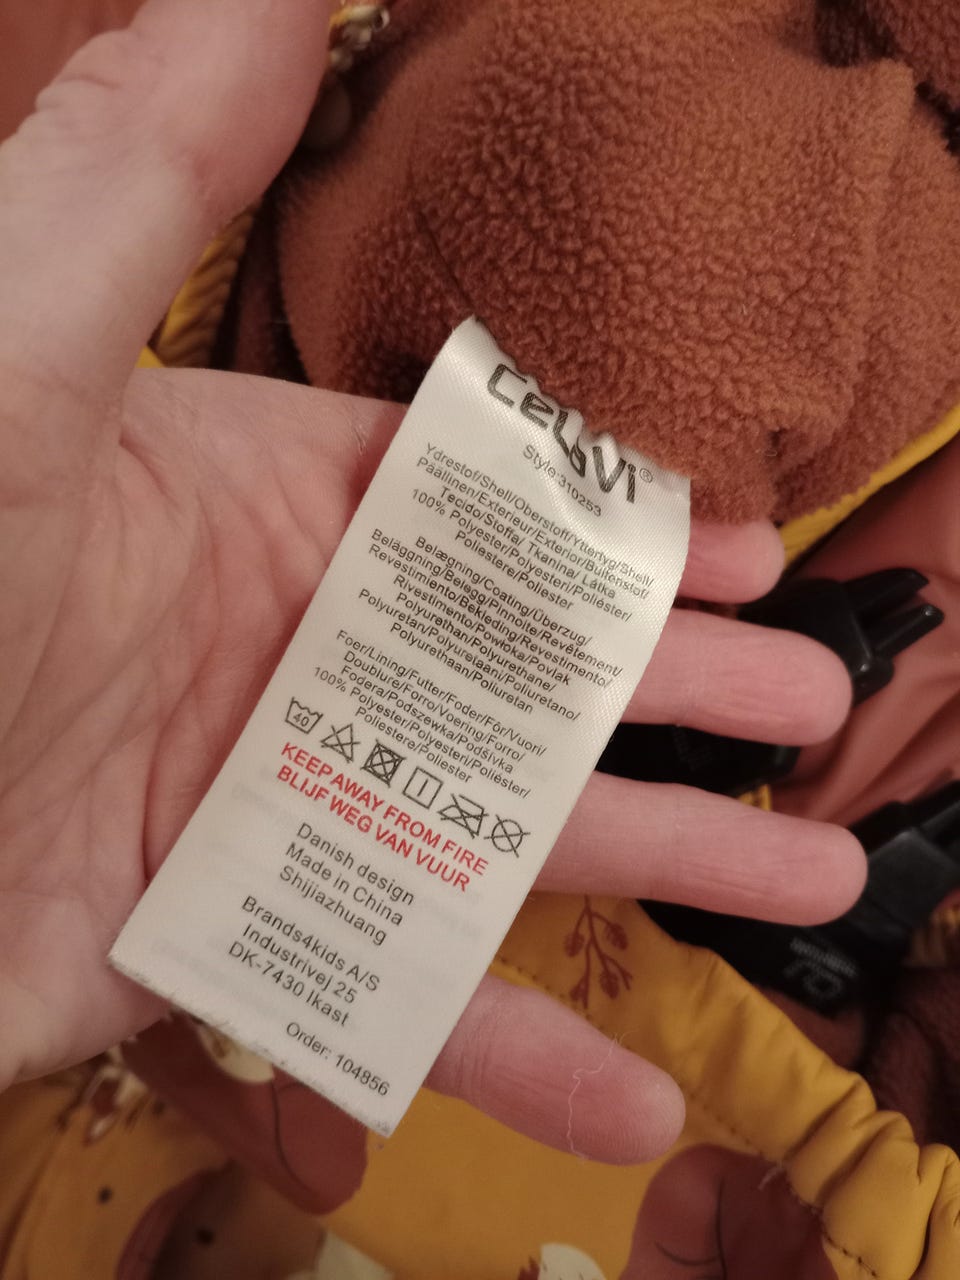 CeLaVi®
Style:310253
Ydrestof/Shell/Oberstoff/Yttertyg/Shell/
Päällinen/Exterieur/Exterior/Buitenstof/
Tecido/Stoffa/ Tkanina/ Látka
100% Polyester/Polyesteri/Poliéster/
Poliestere/Poliester
Belægning/Coating/Überzug/
Beläggning/Belegg/Pinnoite/Revêtement/
Revestimiento/Bekleding/Revestimento/
Rivestimento/Powłoka/Povlak
Polyurethan/Polyurethane/
Polyuretan/Polyuretaani/Poliuretano/
Polyurethaan/Poliuretan
Foer/Lining/Futter/Foder/Fór/Vuori/
Doublure/Forro/Voering/Forro/
Fodera/Podszewka/Podšívka
100% Polyester/Polyesteri/Poliéster/
Poliestere/Poliester
40
KEEP AWAY FROM FIRE
BLIJF WEG VAN VUUR
Danish design
Made in China
Shijiazhuang
Brands4kids A/S
Industrivej 25
DK-7430 Ikast
Order: 104856